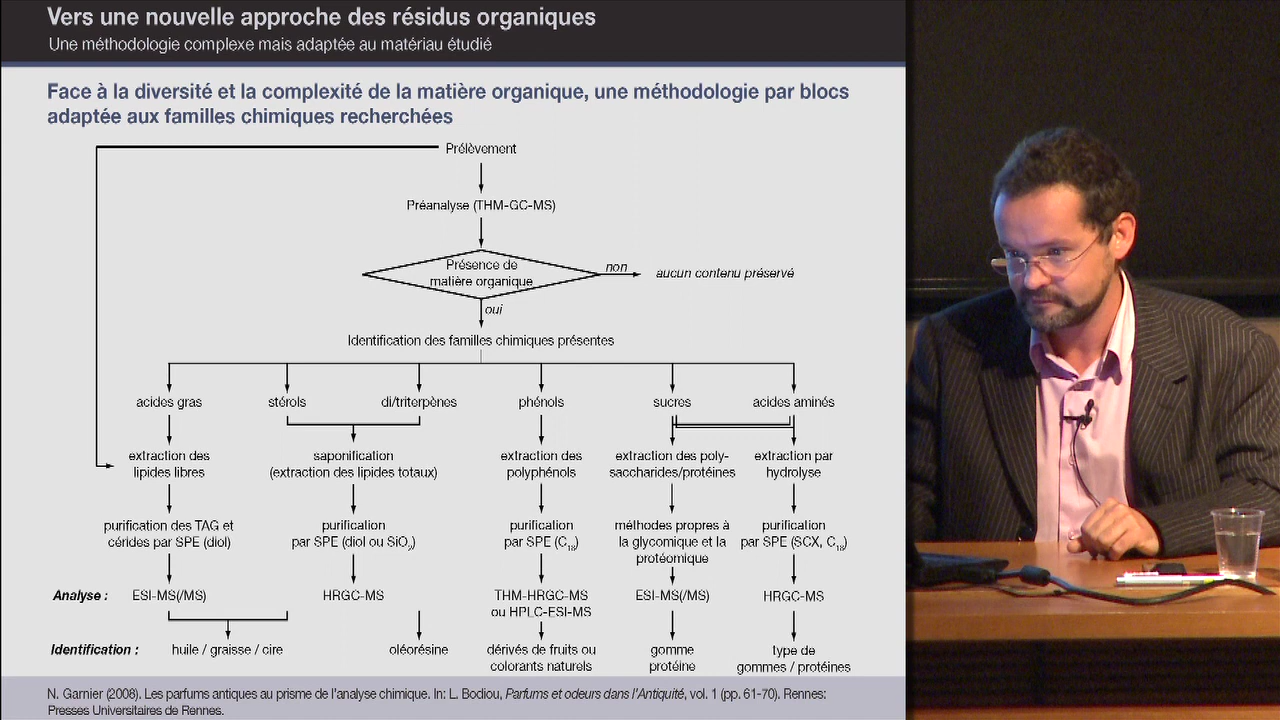 Vers une nouvelle approche des résidus organiques
Une méthodologie complexe mais adaptée au matériau étudié
Face à la diversité et la complexité de la matière organique, une méthodologie par blocs
adaptée aux familles chimiques recherchées
Prélèvement
Préanalyse (THM-GC-MS)
Présence de
matière organique
non
aucun contenu préservé
oui
Identification des familles chimiques présentes
acides gras
stérols
di/triterpènes
phénols
sucres
acides aminés
extraction des
lipides libres
saponification
(extraction des lipides totaux)
extraction des
polyphénols
extraction des poly-
saccharides/protéines
extraction par
hydrolyse
purification des TAG et
cérides par SPE (diol)
purification
par SPE (diol ou SiO₂)
purification
par SPE (C₁₈)
méthodes propres à
la glycomique et la
protéomique
purification
par SPE (SCX, C₁₈)
Analyse :
ESI-MS(/MS)
HRGC-MS
THM-HRGC-MS
ou HPLC-ESI-MS
ESI-MS(/MS)
HRGC-MS
Identification :
huile / graisse / cire
oléorésine
dérivés de fruits ou
colorants naturels
gomme
protéine
type de
gommes / protéines
N. Garnier (2008). Les parfums antiques au prisme de l'analyse chimique. In: L. Bodiou, Parfums et odeurs dans l'Antiquité, vol. 1 (pp. 61-70). Rennes:
Presses Universitaires de Rennes.